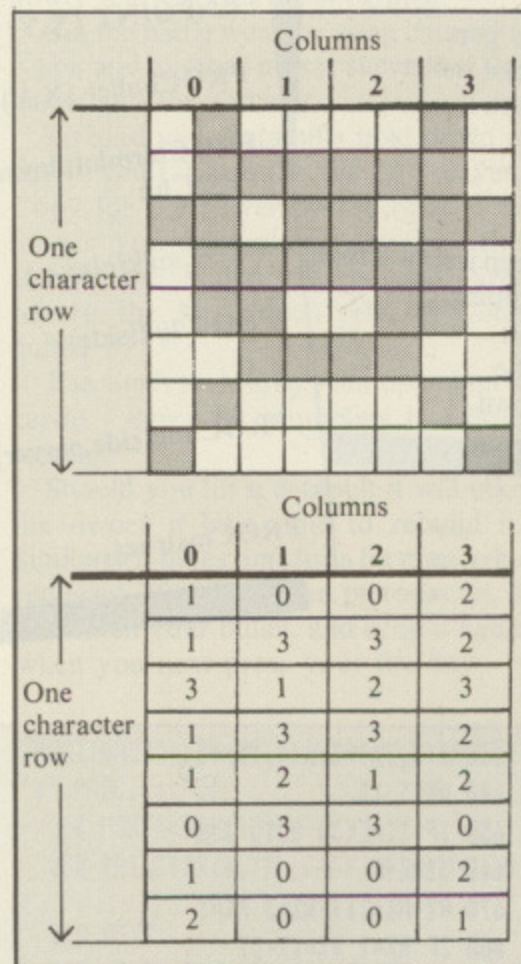 Columns
0 1 2 3
One
character
row
Columns
0 1 2 3
1 0 0 2
1 3 3 2
3 1 2 3
One
character
row
1 3 3 2
1 2 1 2
0 3 3 0
1 0 0 2
2 0 0 1